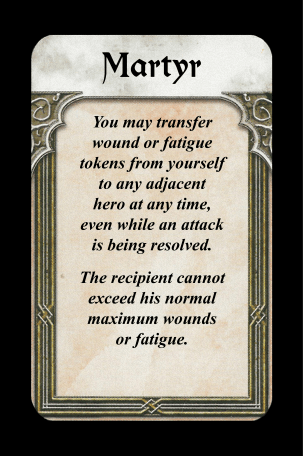 Martyr
You may transfer
wound or fatigue
tokens from yourself
to any adjacent
hero at any time,
even while an attack
is being resolved.
The recipient cannot
exceed his normal
maximum wounds
or fatigue.